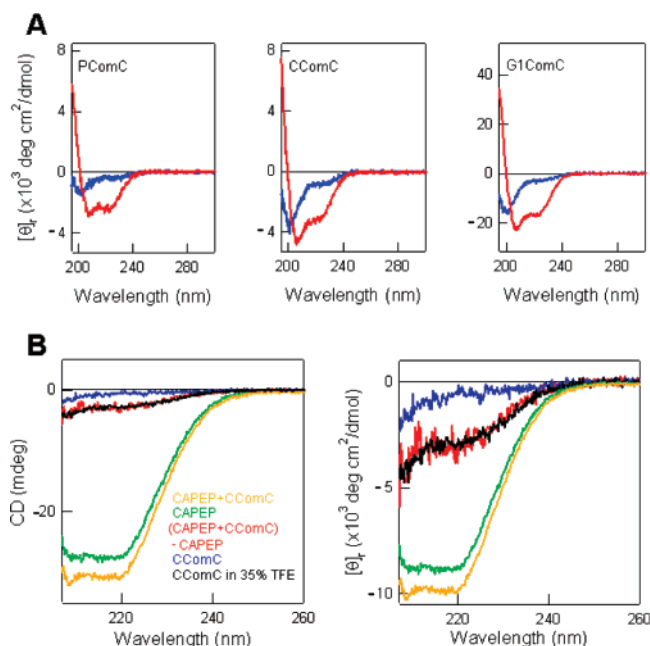 A
PComC
CComC
G1ComC
[θ]r (x10³ deg cm²/dmol)
8
4
0
-4
8
4
0
-4
40
20
0
-20
200 240 280
200 240 280
200 240 280
Wavelength (nm)
Wavelength (nm)
Wavelength (nm)
B
CD (mdeg)
0
-20
CAPEP+CComC
CAPEP
(CAPEP+CComC)
- CAPEP
CComC
CComC in 35% TFE
220 240 260
Wavelength (nm)
[θ]r (x10³ deg cm²/dmol)
0
-5
-10
220 240 260
Wavelength (nm)